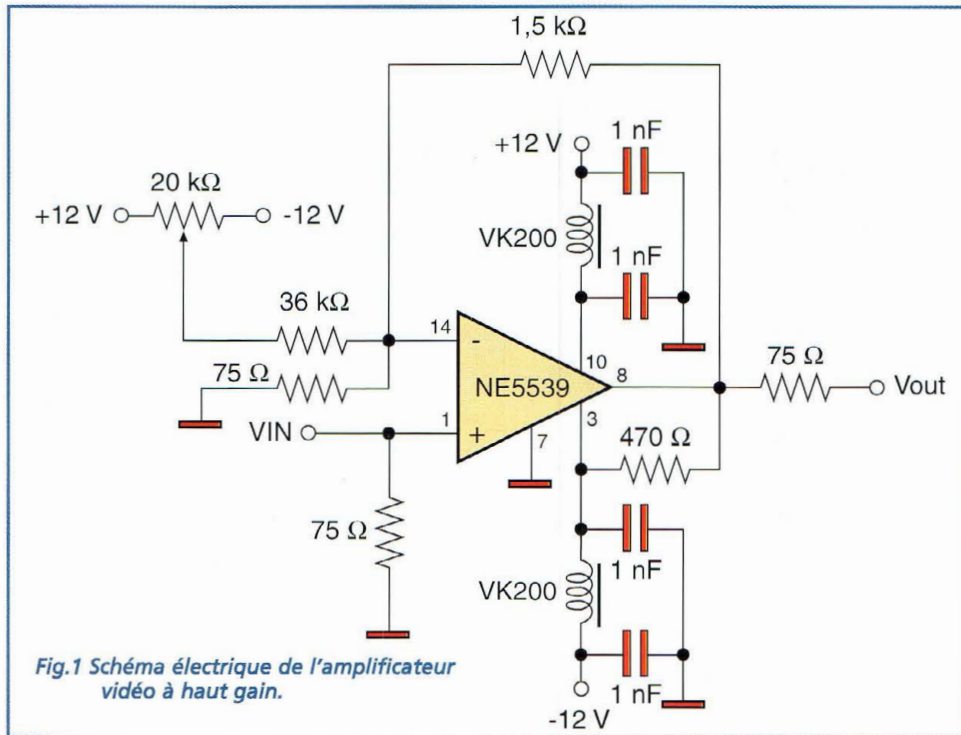 1,5 kΩ
+12 V
1 nF
20 kΩ
+12 V
-12 V
VK200
1 nF
36 kΩ
14
-
10
75 Ω
NE5539
8
75 Ω
Vout
VIN
1
+
7
3
470 Ω
75 Ω
1 nF
VK200
1 nF
-12 V
Fig.1 Schéma électrique de l'amplificateur
vidéo à haut gain.